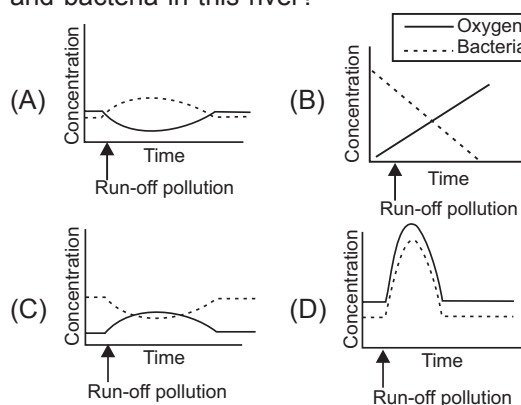 and bacteria in this river?
Oxygen
Bacteria
(A)
Concentration
Time
Run-off pollution
(B)
Concentration
Time
Run-off pollution
(C)
Concentration
Time
Run-off pollution
(D)
Concentration
Time
Run-off pollution